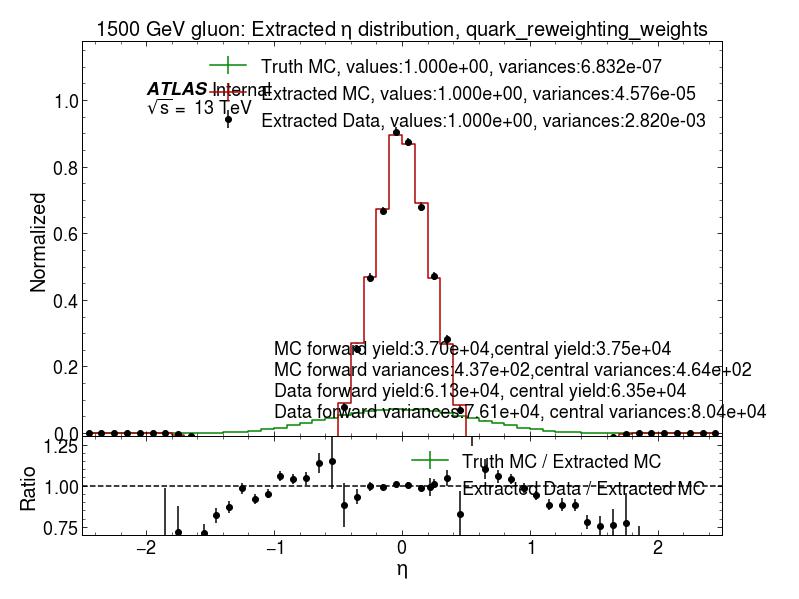 1500 GeV gluon: Extracted η distribution, quark_reweighting_weights
Truth MC, values:1.000e+00, variances:6.832e-07
ATLAS Internal
Extracted MC, values:1.000e+00, variances:4.576e-05
√s = 13 TeV
Extracted Data, values:1.000e+00, variances:2.820e-03
1.0
0.8
0.6
0.4
0.2
0.0
Normalized
MC forward yield:3.70e+04,central yield:3.75e+04
MC forward variances:4.37e+02,central variances:4.64e+02
Data forward yield:6.13e+04, central yield:6.35e+04
Data forward variances:7.61e+04, central variances:8.04e+04
1.25
1.00
0.75
Ratio
Truth MC / Extracted MC
Extracted Data / Extracted MC
−2 −1 0 1 2
η